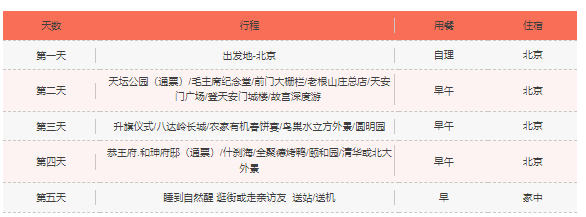 天数 行程 用餐 住宿
第一天 出发地-北京 自理 北京
第二天 天坛公园（通票）/毛主席纪念堂/前门大栅栏/老根山庄总店/天安门广场/登天安门城楼/故宫深度游 早午 北京
第三天 升旗仪式/八达岭长城/农家有机春饼宴/鸟巢水立方外景/圆明园 早午 北京
第四天 恭王府.和珅府邸（通票）/什刹海/全聚德烤鸭/颐和园/清华或北大外景 早午 北京
第五天 睡到自然醒 逛街或走亲访友 送站/送机 早 家中